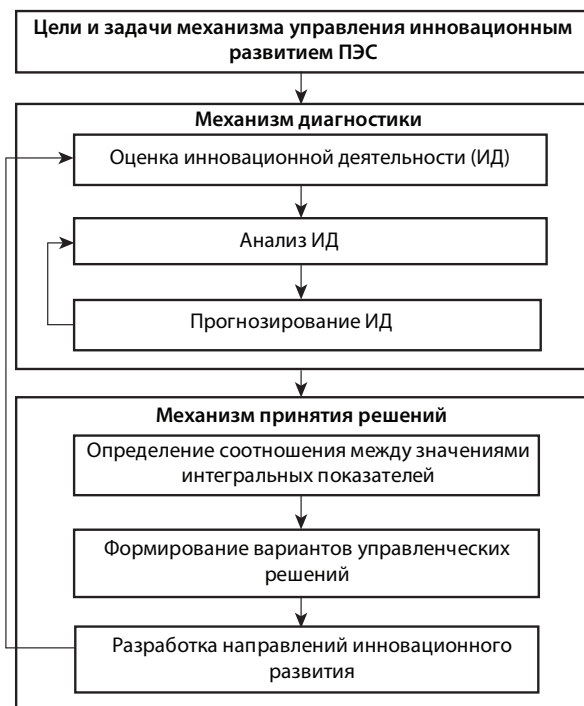 Цели и задачи механизма управления инновационным
развитием ПЭС
Механизм диагностики
Оценка инновационной деятельности (ИД)
Анализ ИД
Прогнозирование ИД
Механизм принятия решений
Определение соотношения между значениями
интегральных показателей
Формирование вариантов управленческих
решений
Разработка направлений инновационного
развития